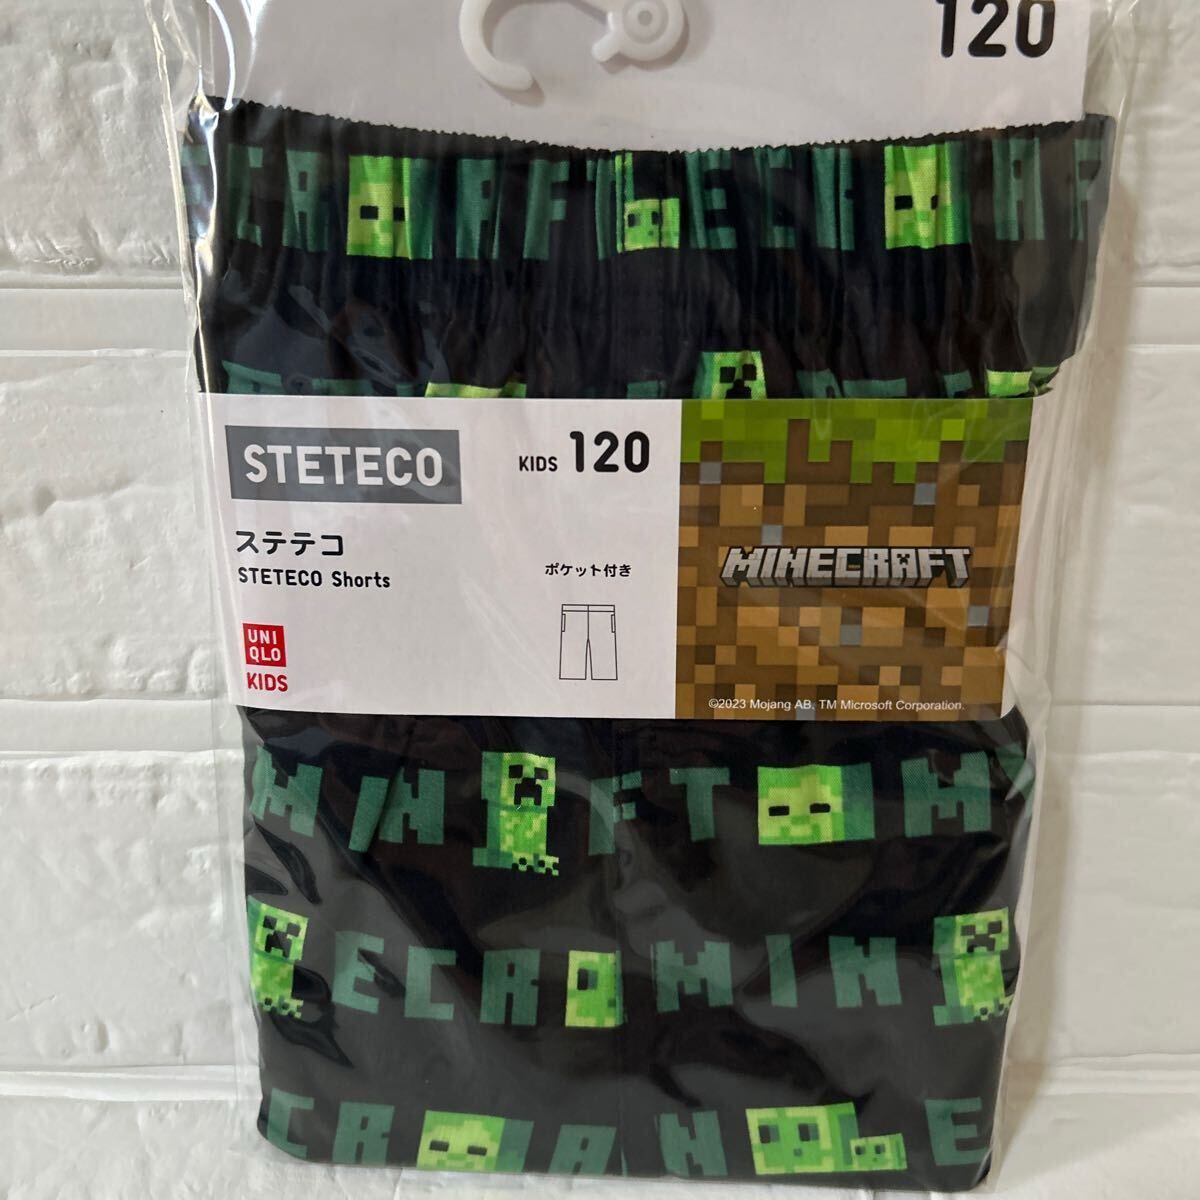 120
STETECO
KIDS 120
ステテコ
STETECO Shorts
ポケット付き
UNI
QLO
KIDS
MINECRAFT
©2023 Mojang AB. TM Microsoft Corporation.
M I N F T M
E C R M I N
C R A N E